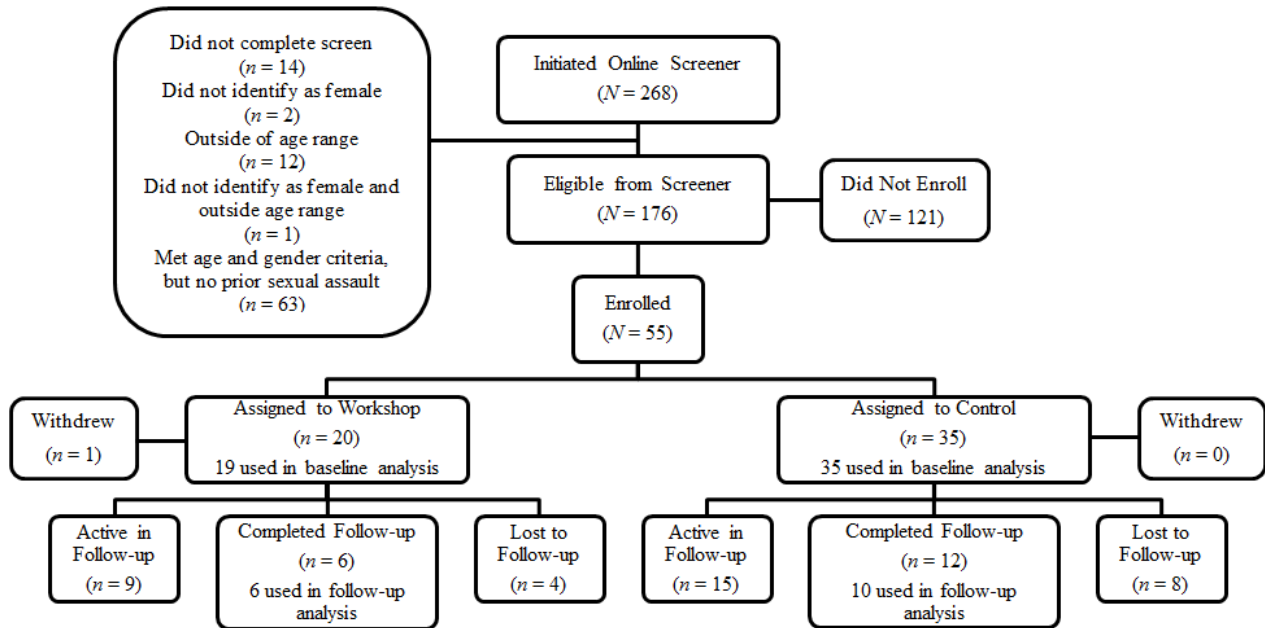 Did not complete screen
(n = 14)
Did not identify as female
(n = 2)
Outside of age range
(n = 12)
Did not identify as female and
outside age range
(n = 1)
Met age and gender criteria,
but no prior sexual assault
(n = 63)
Initiated Online Screener
(N = 268)
Eligible from Screener
(N = 176)
Did Not Enroll
(N = 121)
Enrolled
(N = 55)
Withdrew
(n = 1)
Assigned to Workshop
(n = 20)
19 used in baseline analysis
Assigned to Control
(n = 35)
35 used in baseline analysis
Withdrew
(n = 0)
Active in
Follow-up
(n = 9)
Completed Follow-up
(n = 6)
6 used in follow-up
analysis
Lost to
Follow-up
(n = 4)
Active in
Follow-up
(n = 15)
Completed Follow-up
(n = 12)
10 used in follow-up
analysis
Lost to
Follow-up
(n = 8)